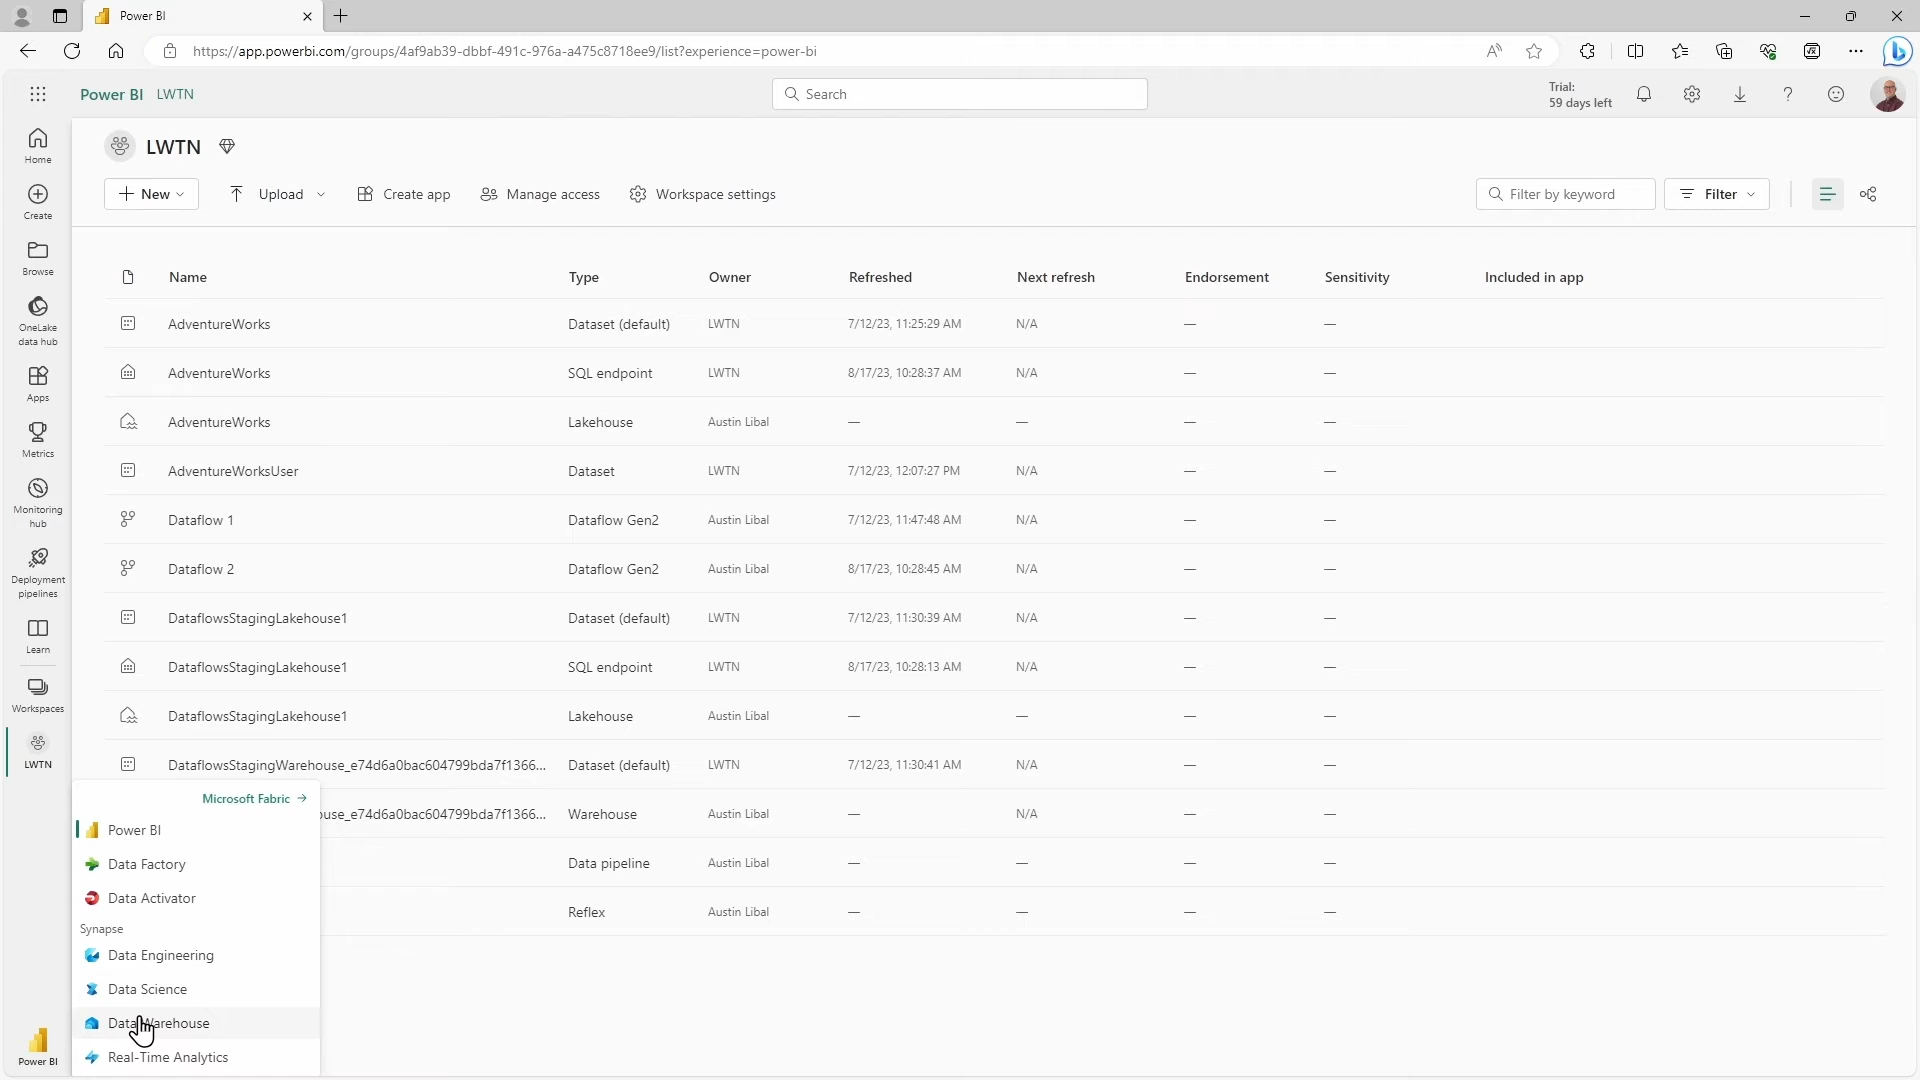 Power BI
https://app.powerbi.com/groups/4af9ab39-dbbf-491c-976a-a475c8718ee9/list?experience=power-bi
Power BI LWTN
Search
Trial:
59 days left
LWTN
New
Upload
Create app
Manage access
Workspace settings
Filter by keyword
Filter
Home
Create
Browse
OneLake
data hub
Apps
Metrics
Monitoring
hub
Deployment
pipelines
Learn
Workspaces
LWTN
Power BI
Name Type Owner Refreshed Next refresh Endorsement Sensitivity Included in app
AdventureWorks Dataset (default) LWTN 7/12/23, 11:25:29 AM N/A — —
AdventureWorks SQL endpoint LWTN 8/17/23, 10:28:37 AM N/A — —
AdventureWorks Lakehouse Austin Libal — — — —
AdventureWorksUser Dataset LWTN 7/12/23, 12:07:27 PM N/A — —
Dataflow 1 Dataflow Gen2 Austin Libal 7/12/23, 11:47:48 AM N/A — —
Dataflow 2 Dataflow Gen2 Austin Libal 8/17/23, 10:28:45 AM N/A — —
DataflowsStagingLakehouse1 Dataset (default) LWTN 7/12/23, 11:30:39 AM N/A — —
DataflowsStagingLakehouse1 SQL endpoint LWTN 8/17/23, 10:28:13 AM N/A — —
DataflowsStagingLakehouse1 Lakehouse Austin Libal — — — —
DataflowsStagingWarehouse_e74d6a0bac604799bda7f1366... Dataset (default) LWTN 7/12/23, 11:30:41 AM N/A — —
use_e74d6a0bac604799bda7f1366... Warehouse Austin Libal — N/A — —
Data pipeline Austin Libal — — — —
Reflex Austin Libal — — — —
Microsoft Fabric →
Power BI
Data Factory
Data Activator
Synapse
Data Engineering
Data Science
Data Warehouse
Real-Time Analytics